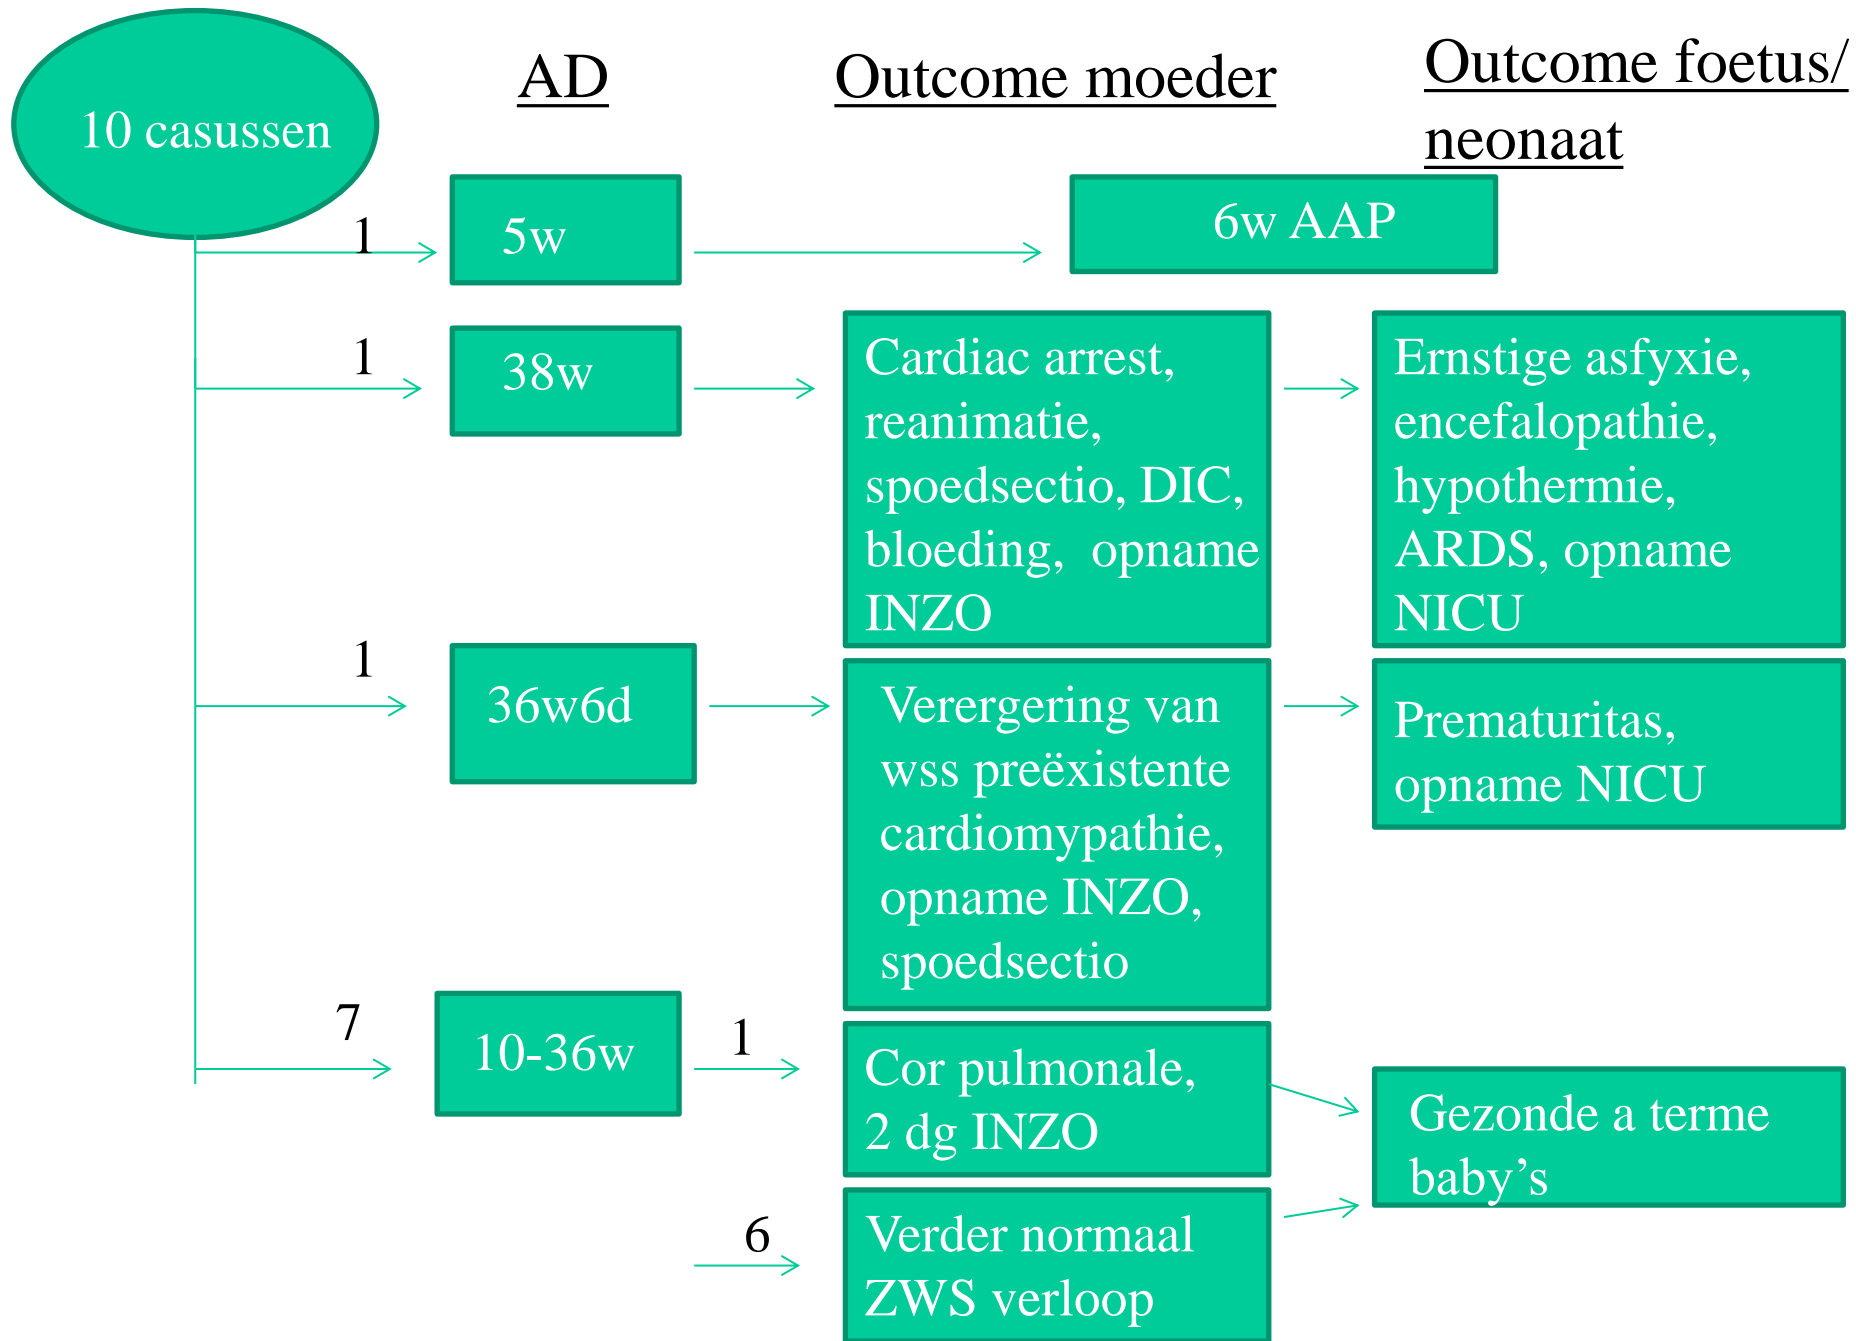 10 casussen
AD
Outcome moeder
Outcome foetus/
neonaat
1
5w
6w AAP
1
38w
Cardiac arrest,
reanimatie,
spoedsectio, DIC,
bloeding, opname
INZO
Ernstige asfyxie,
encefalopathie,
hypothermie,
ARDS, opname
NICU
1
36w6d
Verergering van
wss preëxistente
cardiomypathie,
opname INZO,
spoedsectio
Prematuritas,
opname NICU
7
10-36w
1
Cor pulmonale,
2 dg INZO
Gezonde a terme
baby’s
6
Verder normaal
ZWS verloop